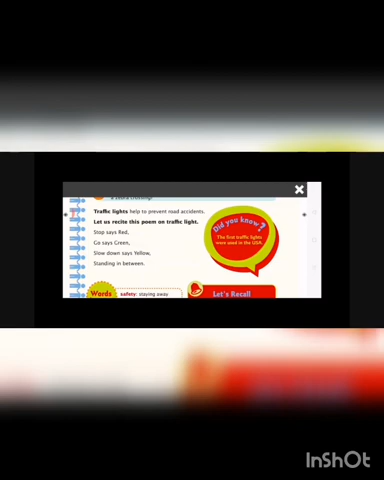 a zebra crossing!
Traffic lights help to prevent road accidents.
Let us recite this poem on traffic light.
Stop says Red,
Go says Green,
Slow down says Yellow,
Standing in between.
Did you know?
The first traffic lights
were used in the USA.
Words
safety: staying away
Let's Recall
InShOt